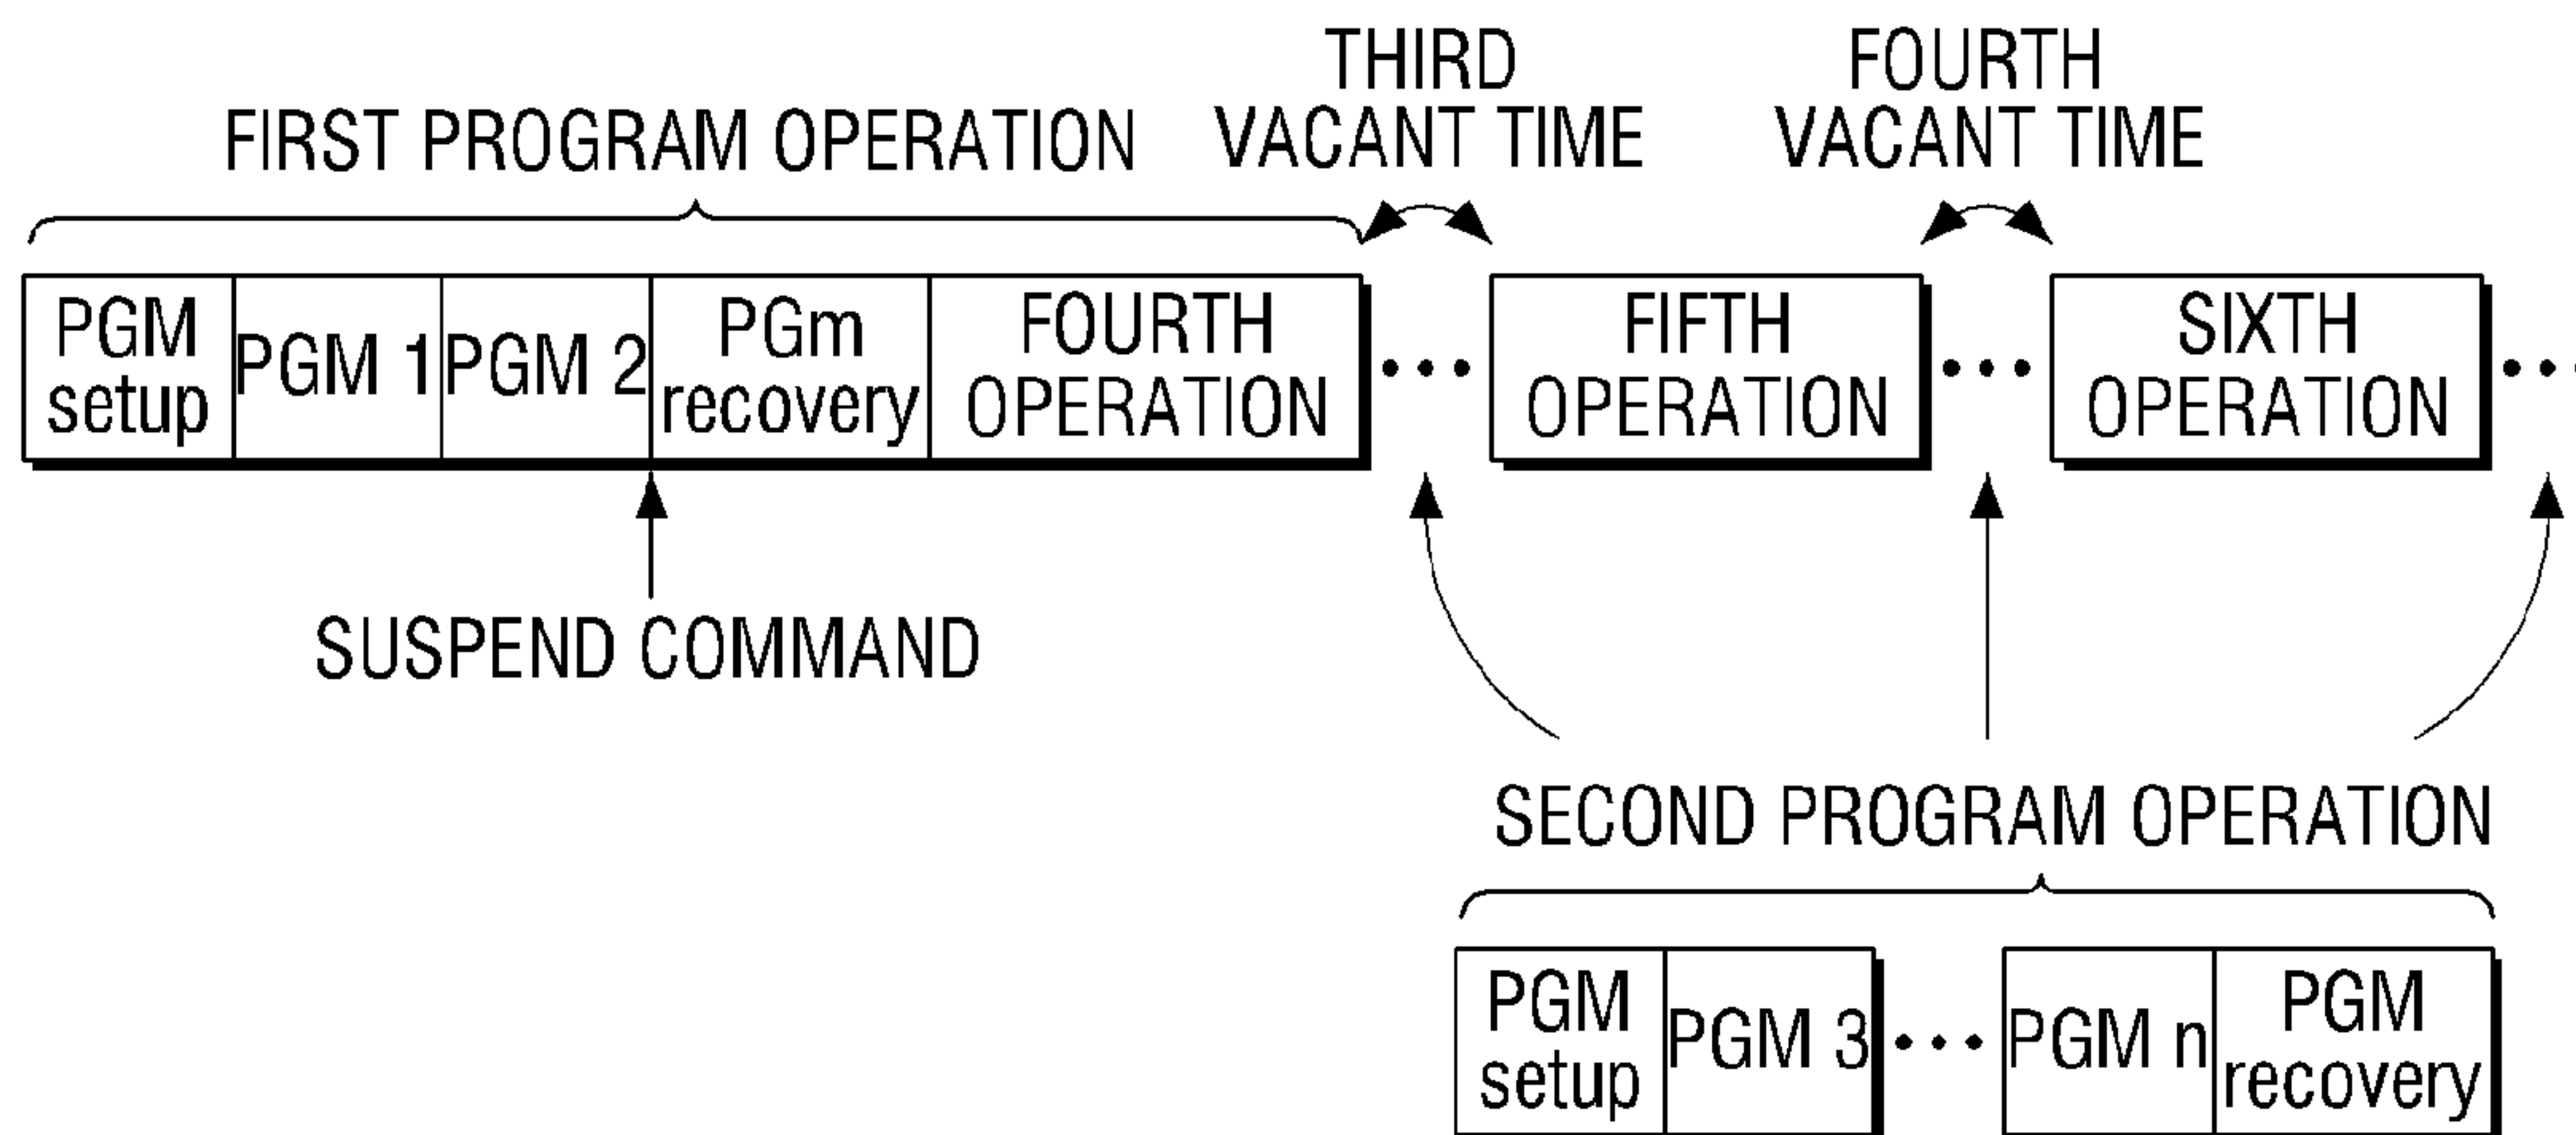 THIRD
VACANT TIME
FOURTH
VACANT TIME
FIRST PROGRAM OPERATION
PGM
setup
PGM 1
PGM 2
PGm
recovery
FOURTH
OPERATION
•••
FIFTH
OPERATION
•••
SIXTH
OPERATION
••
SUSPEND COMMAND
SECOND PROGRAM OPERATION
PGM
setup
PGM 3
•••
PGM n
PGM
recovery